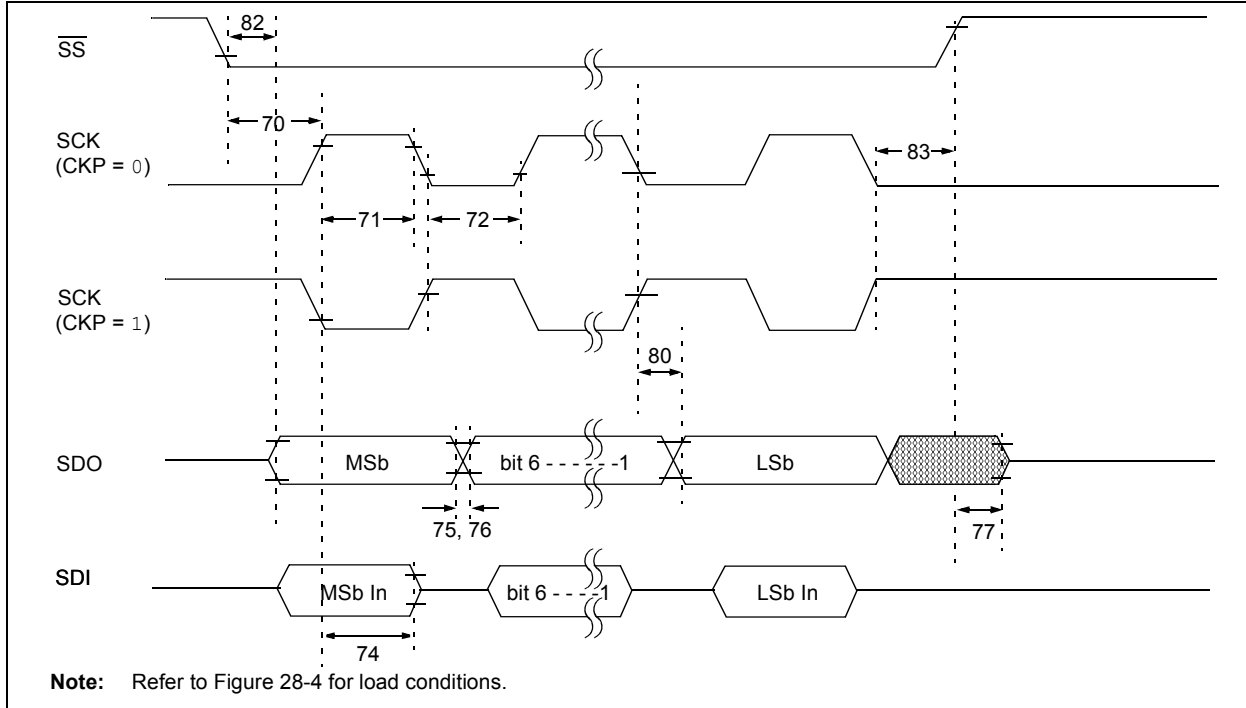 82
SS
70
SCK
(CKP = 0)
83
71
72
SCK
(CKP = 1)
80
SDO
MSb
bit 6 - - - - - -1
LSb
75, 76
77
SDI
MSb In
bit 6 - - - -1
LSb In
74
Note: Refer to Figure 28-4 for load conditions.